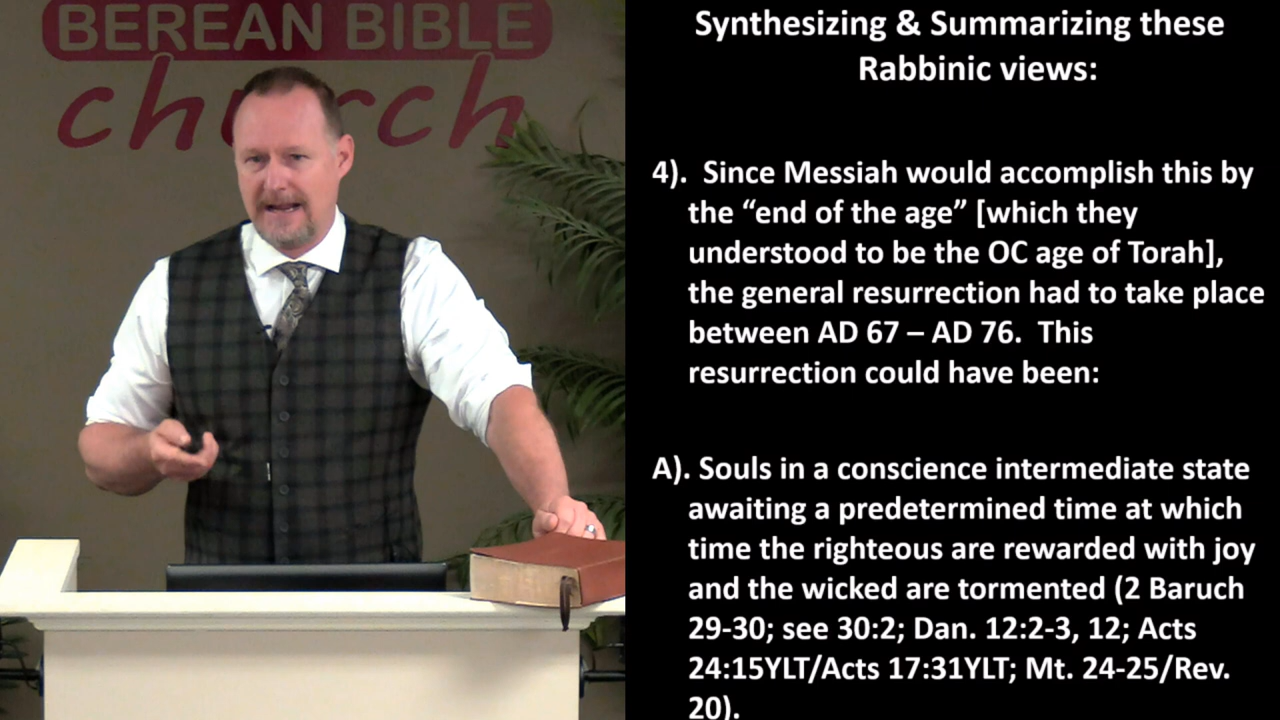 BEREAN BIBLE
church
Synthesizing & Summarizing these
Rabbinic views:
4). Since Messiah would accomplish this by
the “end of the age” [which they
understood to be the OC age of Torah],
the general resurrection had to take place
between AD 67 – AD 76. This
resurrection could have been:
A). Souls in a conscience intermediate state
awaiting a predetermined time at which
time the righteous are rewarded with joy
and the wicked are tormented (2 Baruch
29-30; see 30:2; Dan. 12:2-3, 12; Acts
24:15YLT/Acts 17:31YLT; Mt. 24-25/Rev.
20).